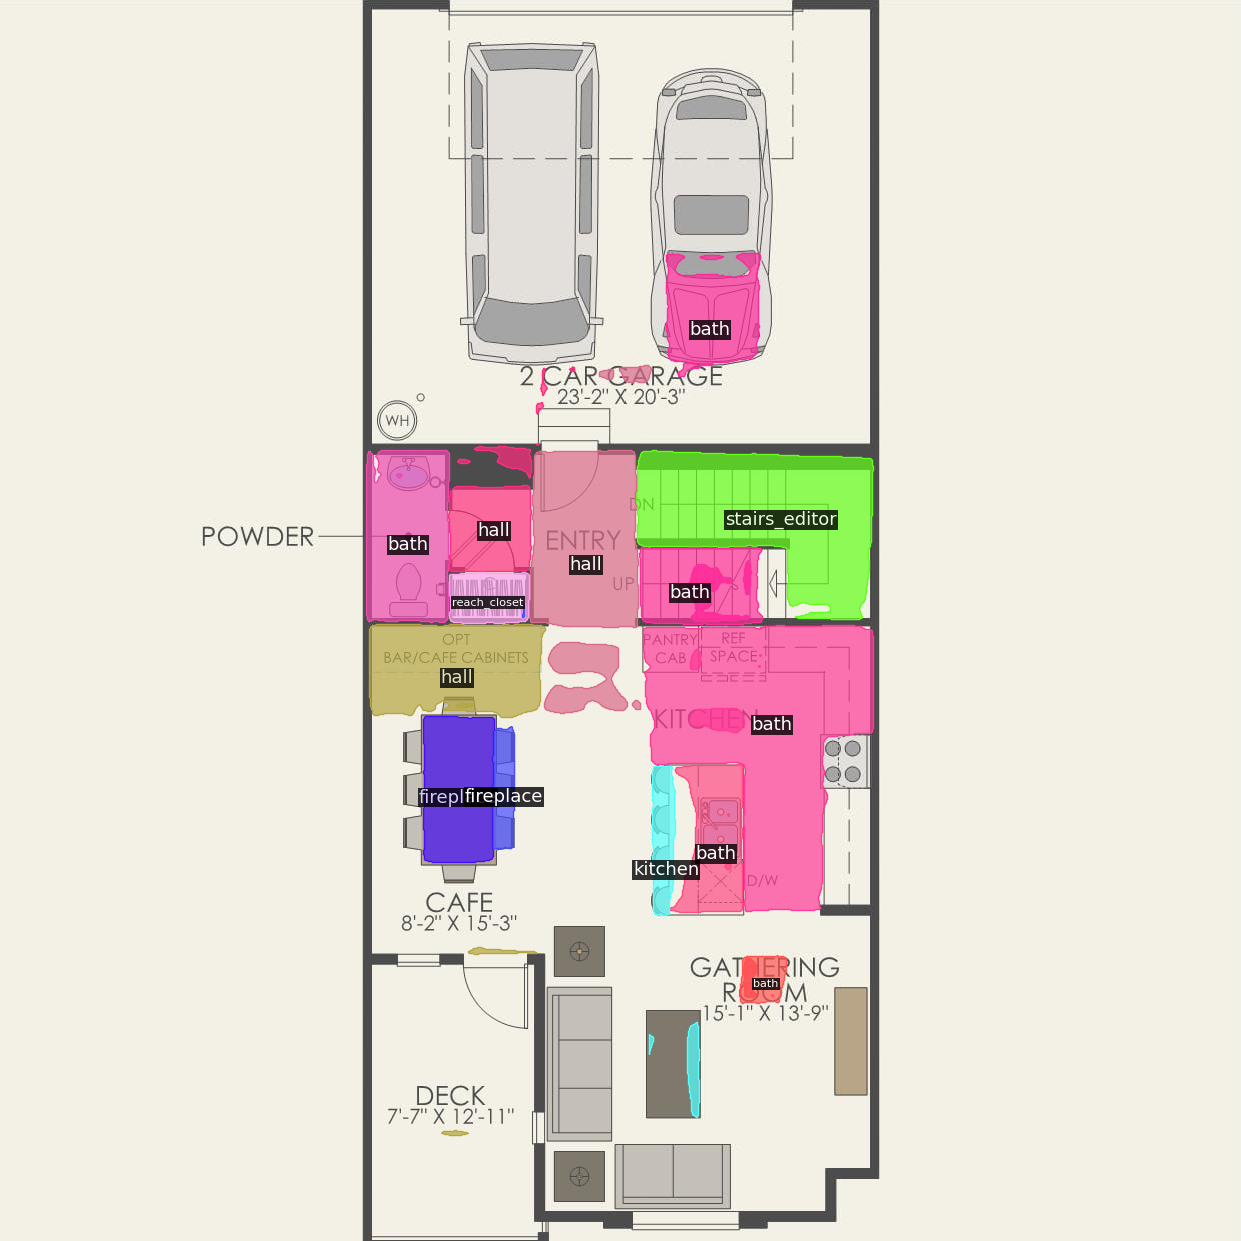 bath
2 CAR GARAGE
23'-2" X 20'-3"
WH
POWDER
bath
hall
reach_closet
ENTRY
hall
DN
stairs_editor
UP
bath
OPT
BAR/CAFE CABINETS
hall
PANTRY
CAB
REF
SPACE
KITCHEN
bath
fireplace
kitchen
bath
D/W
CAFE
8'-2" X 15'-3"
GATHERING
ROOM
bath
15'-1" X 13'-9"
DECK
7'-7" X 12'-11"